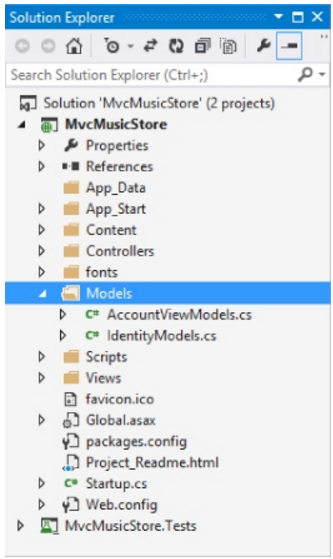 Solution Explorer
Search Solution Explorer (Ctrl+;)
Solution 'MvcMusicStore' (2 projects)
MvcMusicStore
Properties
References
App_Data
App_Start
Content
Controllers
fonts
Models
C# AccountViewModels.cs
C# IdentityModels.cs
Scripts
Views
favicon.ico
Global.asax
packages.config
Project_Readme.html
C# Startup.cs
Web.config
MvcMusicStore.Tests